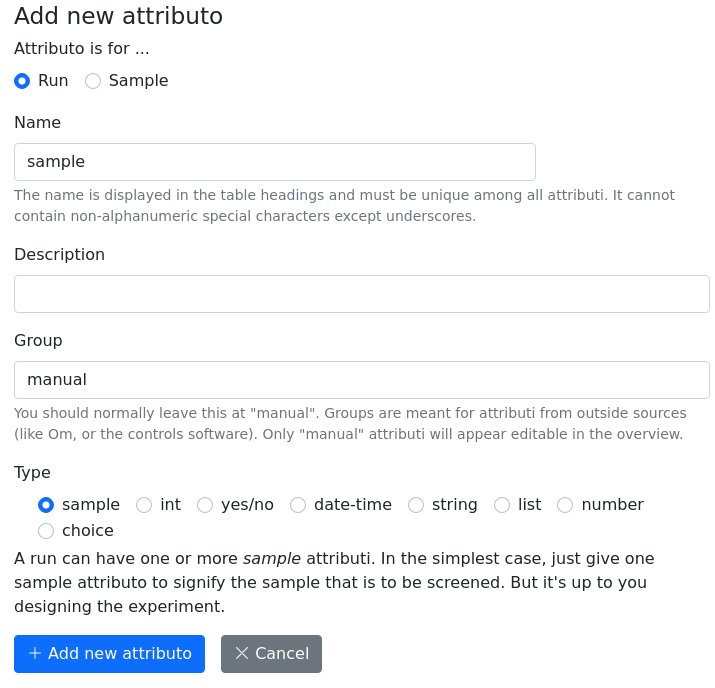 Add new attributo
Attributo is for ...
Run Sample
Name
sample
The name is displayed in the table headings and must be unique among all attributi. It cannot
contain non-alphanumeric special characters except underscores.
Description
Group
manual
You should normally leave this at "manual". Groups are meant for attributi from outside sources
(like Om, or the controls software). Only "manual" attributi will appear editable in the overview.
Type
sample int yes/no date-time string list number
choice
A run can have one or more sample attributi. In the simplest case, just give one
sample attributo to signify the sample that is to be screened. But it's up to you
designing the experiment.
Add new attributo Cancel